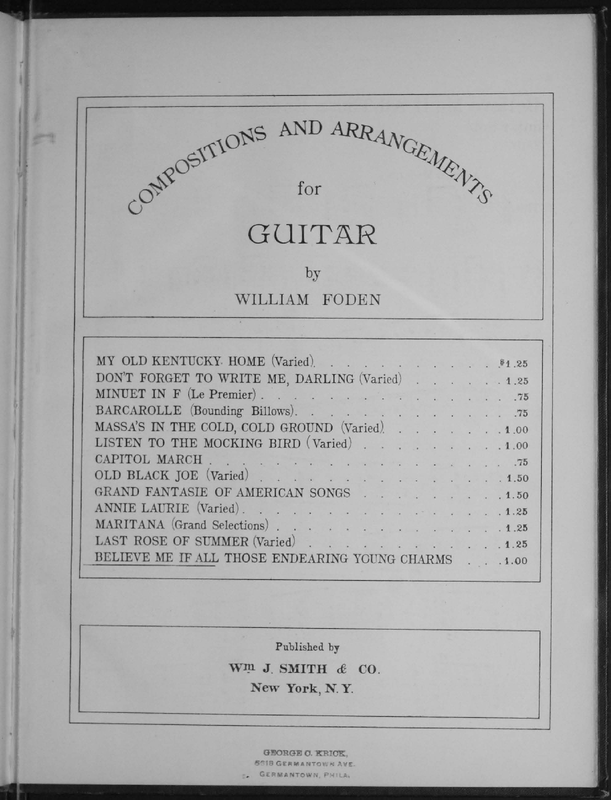 COMPOSITIONS AND ARRANGEMENTS
for
GUITAR
by
WILLIAM FODEN
MY OLD KENTUCKY HOME (Varied). . . . . . . . . . . . $1.25
DON'T FORGET TO WRITE ME, DARLING (Varied) . . . . . . 1.25
MINUET IN F (Le Premier) . . . . . . . . . . . . . . .75
BARCAROLLE (Bounding Billows). . . . . . . . . . . . .75
MASSA'S IN THE COLD, COLD GROUND (Varied). . . . . . . 1.00
LISTEN TO THE MOCKING BIRD (Varied) . . . . . . . . 1.00
CAPITOL MARCH . . . . . . . . . . . . . . . . .75
OLD BLACK JOE (Varied) . . . . . . . . . . . . . . 1.50
GRAND FANTASIE OF AMERICAN SONGS . . . . . . . . 1.50
ANNIE LAURIE (Varied) . . . . . . . . . . . . . . 1.25
MARITANA (Grand Selections) . . . . . . . . . . . . 1.25
LAST ROSE OF SUMMER (Varied) . . . . . . . . . . . 1.25
BELIEVE ME IF ALL THOSE ENDEARING YOUNG CHARMS . . . 1.00
Published by
Wm J. SMITH & CO.
New York, N.Y.
GEORGE C. KRICK,
GERMANTOWN AVE.
GERMANTOWN, PHILA.